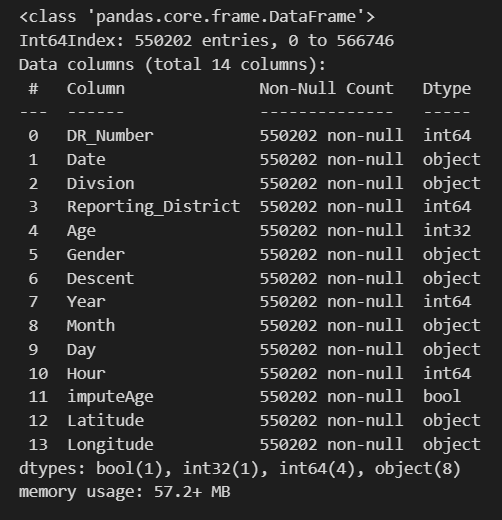 <class 'pandas.core.frame.DataFrame'>
Int64Index: 550202 entries, 0 to 566746
Data columns (total 14 columns):
 #   Column              Non-Null Count   Dtype
---  ------              --------------   -----
 0   DR_Number           550202 non-null  int64
 1   Date                550202 non-null  object
 2   Divsion             550202 non-null  object
 3   Reporting_District  550202 non-null  int64
 4   Age                 550202 non-null  int32
 5   Gender              550202 non-null  object
 6   Descent             550202 non-null  object
 7   Year                550202 non-null  int64
 8   Month               550202 non-null  object
 9   Day                 550202 non-null  object
 10  Hour                550202 non-null  int64
 11  imputeAge           550202 non-null  bool
 12  Latitude            550202 non-null  object
 13  Longitude           550202 non-null  object
dtypes: bool(1), int32(1), int64(4), object(8)
memory usage: 57.2+ MB